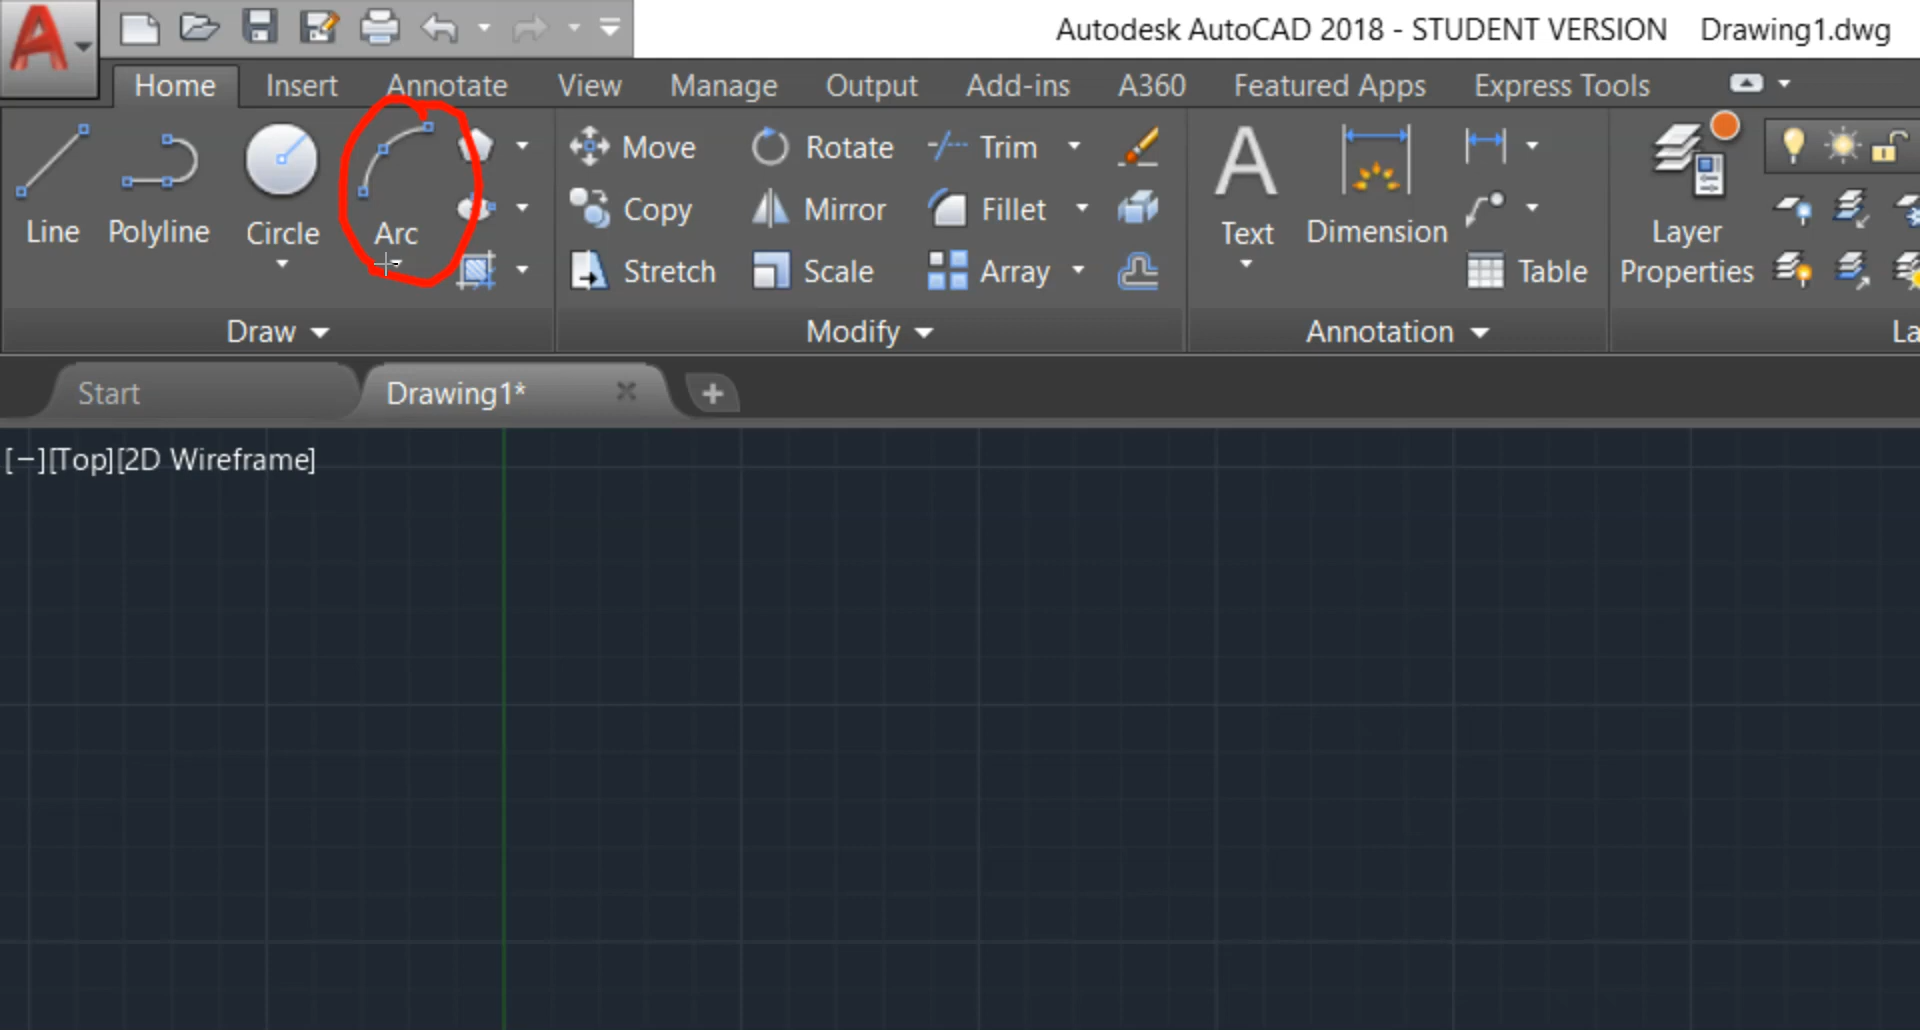 Autodesk AutoCAD 2018 - STUDENT VERSION Drawing1.dwg
Home Insert Annotate View Manage Output Add-ins A360 Featured Apps Express Tools
Line Polyline Circle Arc
Move Rotate Trim
Copy Mirror Fillet
Stretch Scale Array
Text Dimension
Table
Layer
Properties
Draw Modify Annotation La
Start Drawing1*
[−][Top][2D Wireframe]